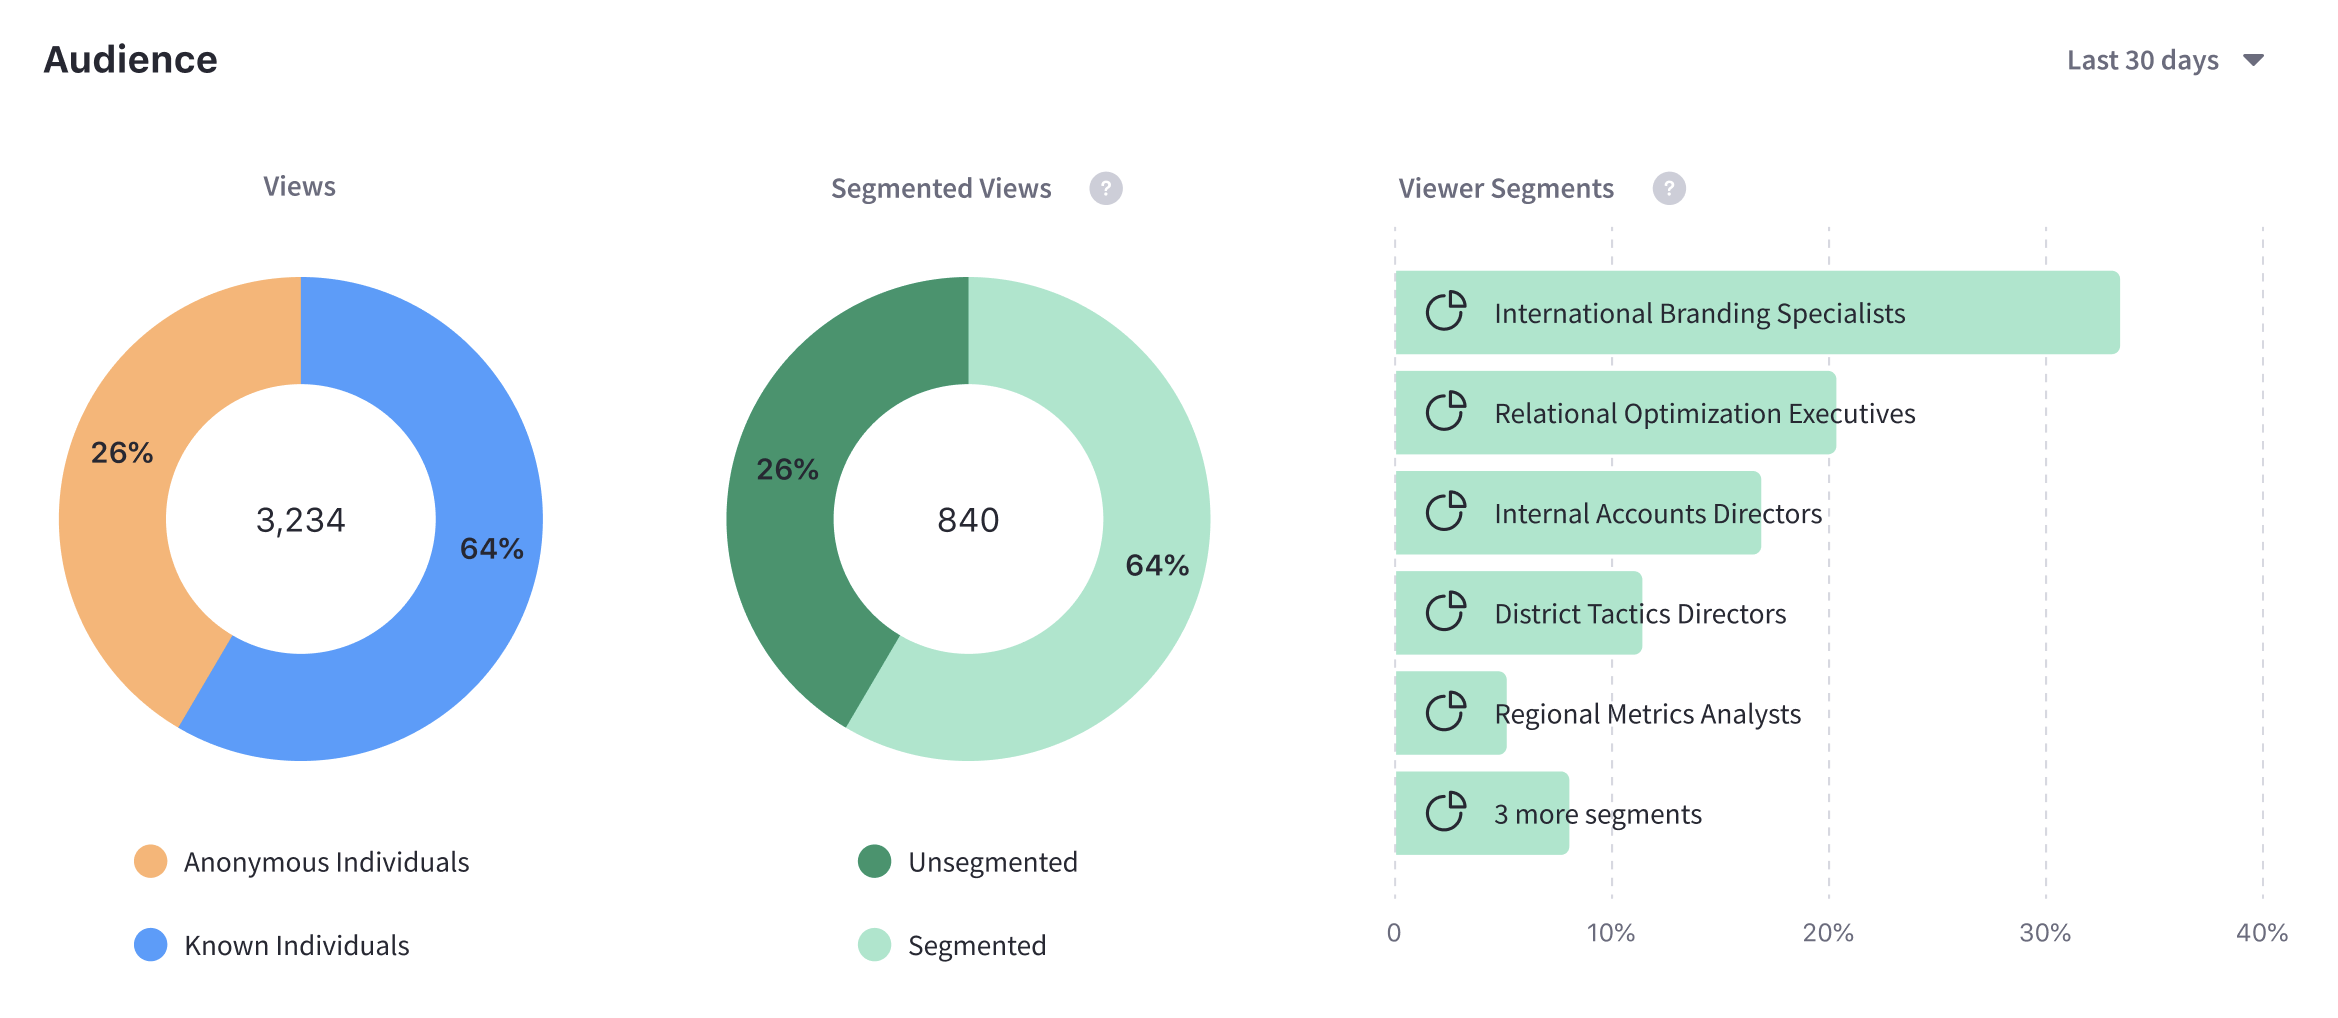 Audience
Last 30 days
Views
26%
3,234
64%
Anonymous Individuals
Known Individuals
Segmented Views ?
26%
840
64%
Unsegmented
Segmented
Viewer Segments ?
International Branding Specialists
Relational Optimization Executives
Internal Accounts Directors
District Tactics Directors
Regional Metrics Analysts
3 more segments
0 10% 20% 30% 40%